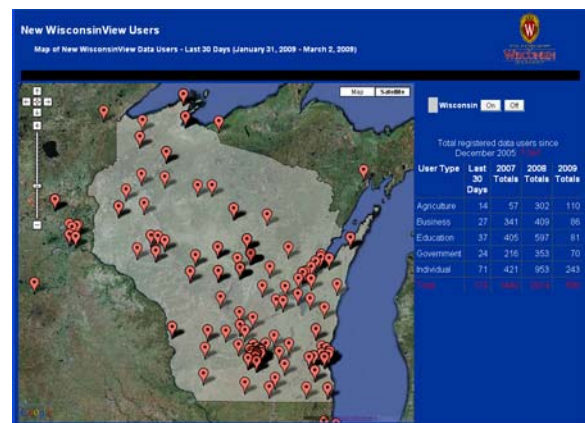 New WisconsinView Users
Map of New WisconsinView Data Users - Last 30 Days (January 31, 2009 - March 2, 2009)
WISCONSIN
Map Satellite
Wisconsin On Off
Total registered data users since
December 2005:
User Type Last 30 Days 2007 Totals 2008 Totals 2009 Totals
Agriculture 14 57 302 110
Business 27 341 409 86
Education 37 405 597 81
Government 24 216 353 70
Individual 71 421 953 243
Total